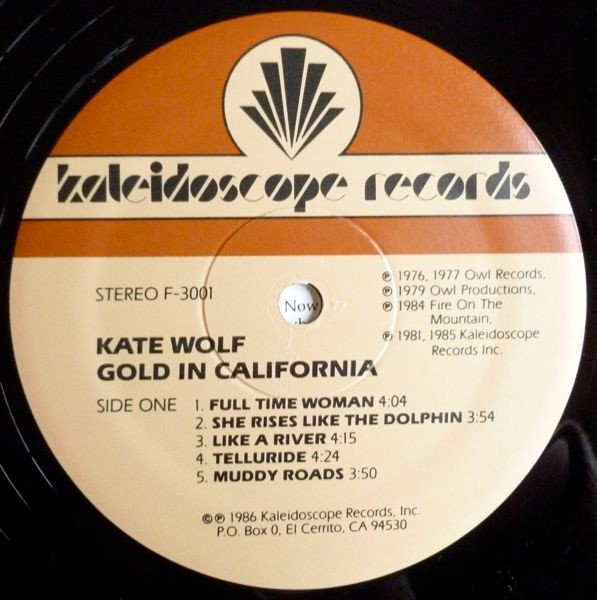 kaleidoscope records
STEREO F-3001
℗ 1976, 1977 Owl Records,
℗ 1979 Owl Productions,
℗ 1984 Fire On The
Mountain,
℗ 1981, 1985 Kaleidoscope
Records Inc.
Now
KATE WOLF
GOLD IN CALIFORNIA
SIDE ONE 1. FULL TIME WOMAN 4:04
2. SHE RISES LIKE THE DOLPHIN 3:54
3. LIKE A RIVER 4:15
4. TELLURIDE 4:24
5. MUDDY ROADS 3:50
©℗ 1986 Kaleidoscope Records, Inc.
P.O. Box 0, El Cerrito, CA 94530